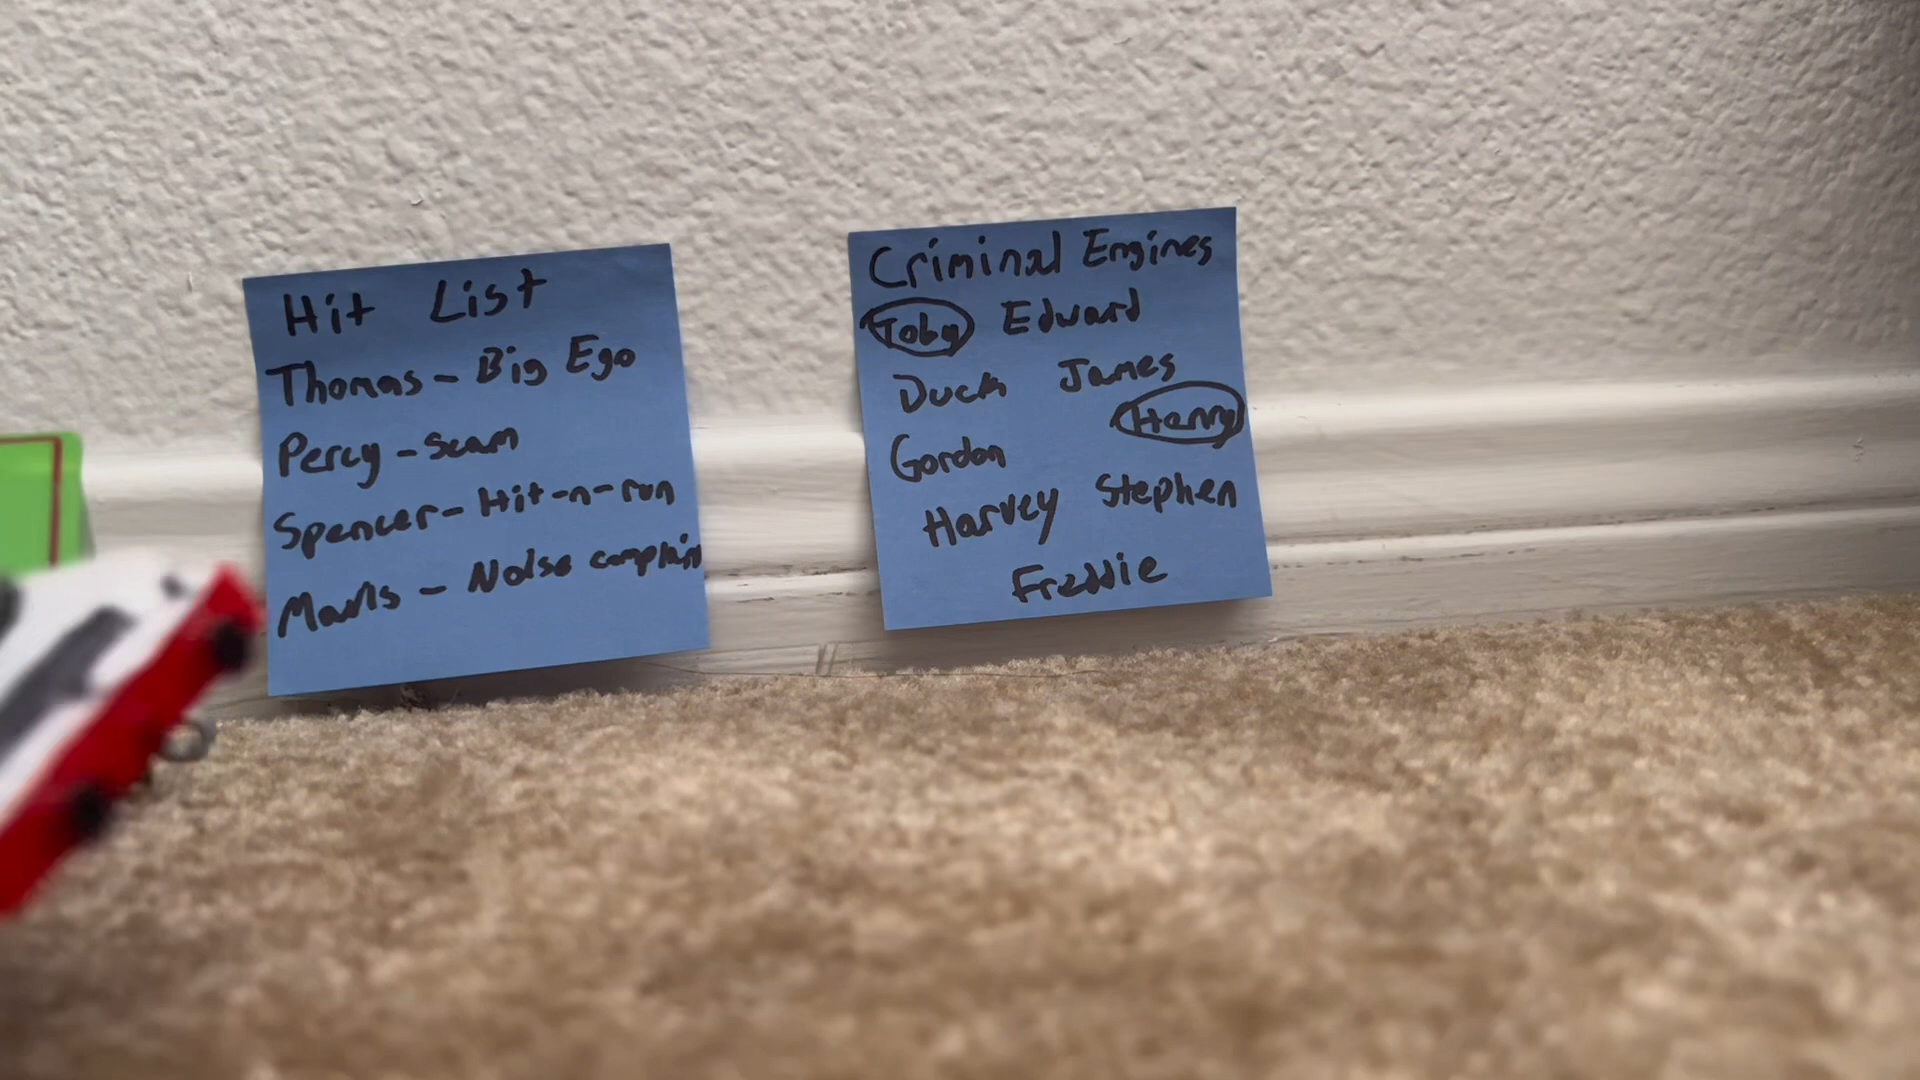 Hit List
Thomas - Big Ego
Percy - Scam
Spencer - Hit-n-run
Mavis - Noise complaint
Criminal Engines
Toby Edward
Duck James
Gordon Henry
Harvey Stephen
Freddie